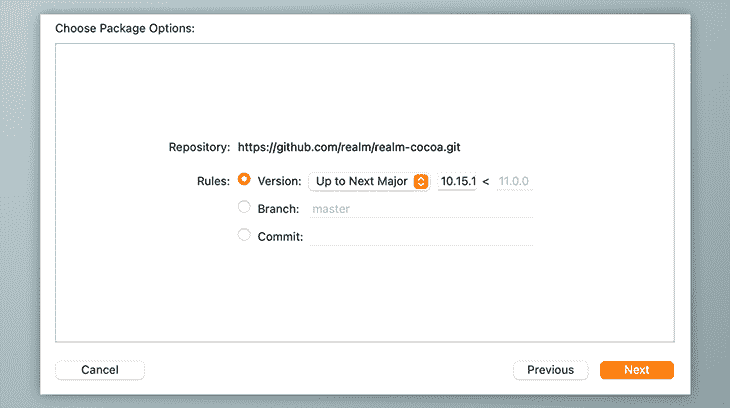 Choose Package Options:
Repository: https://github.com/realm/realm-cocoa.git
Rules: Version: Up to Next Major 10.15.1 < 11.0.0
Branch: master
Commit:
Cancel Previous Next